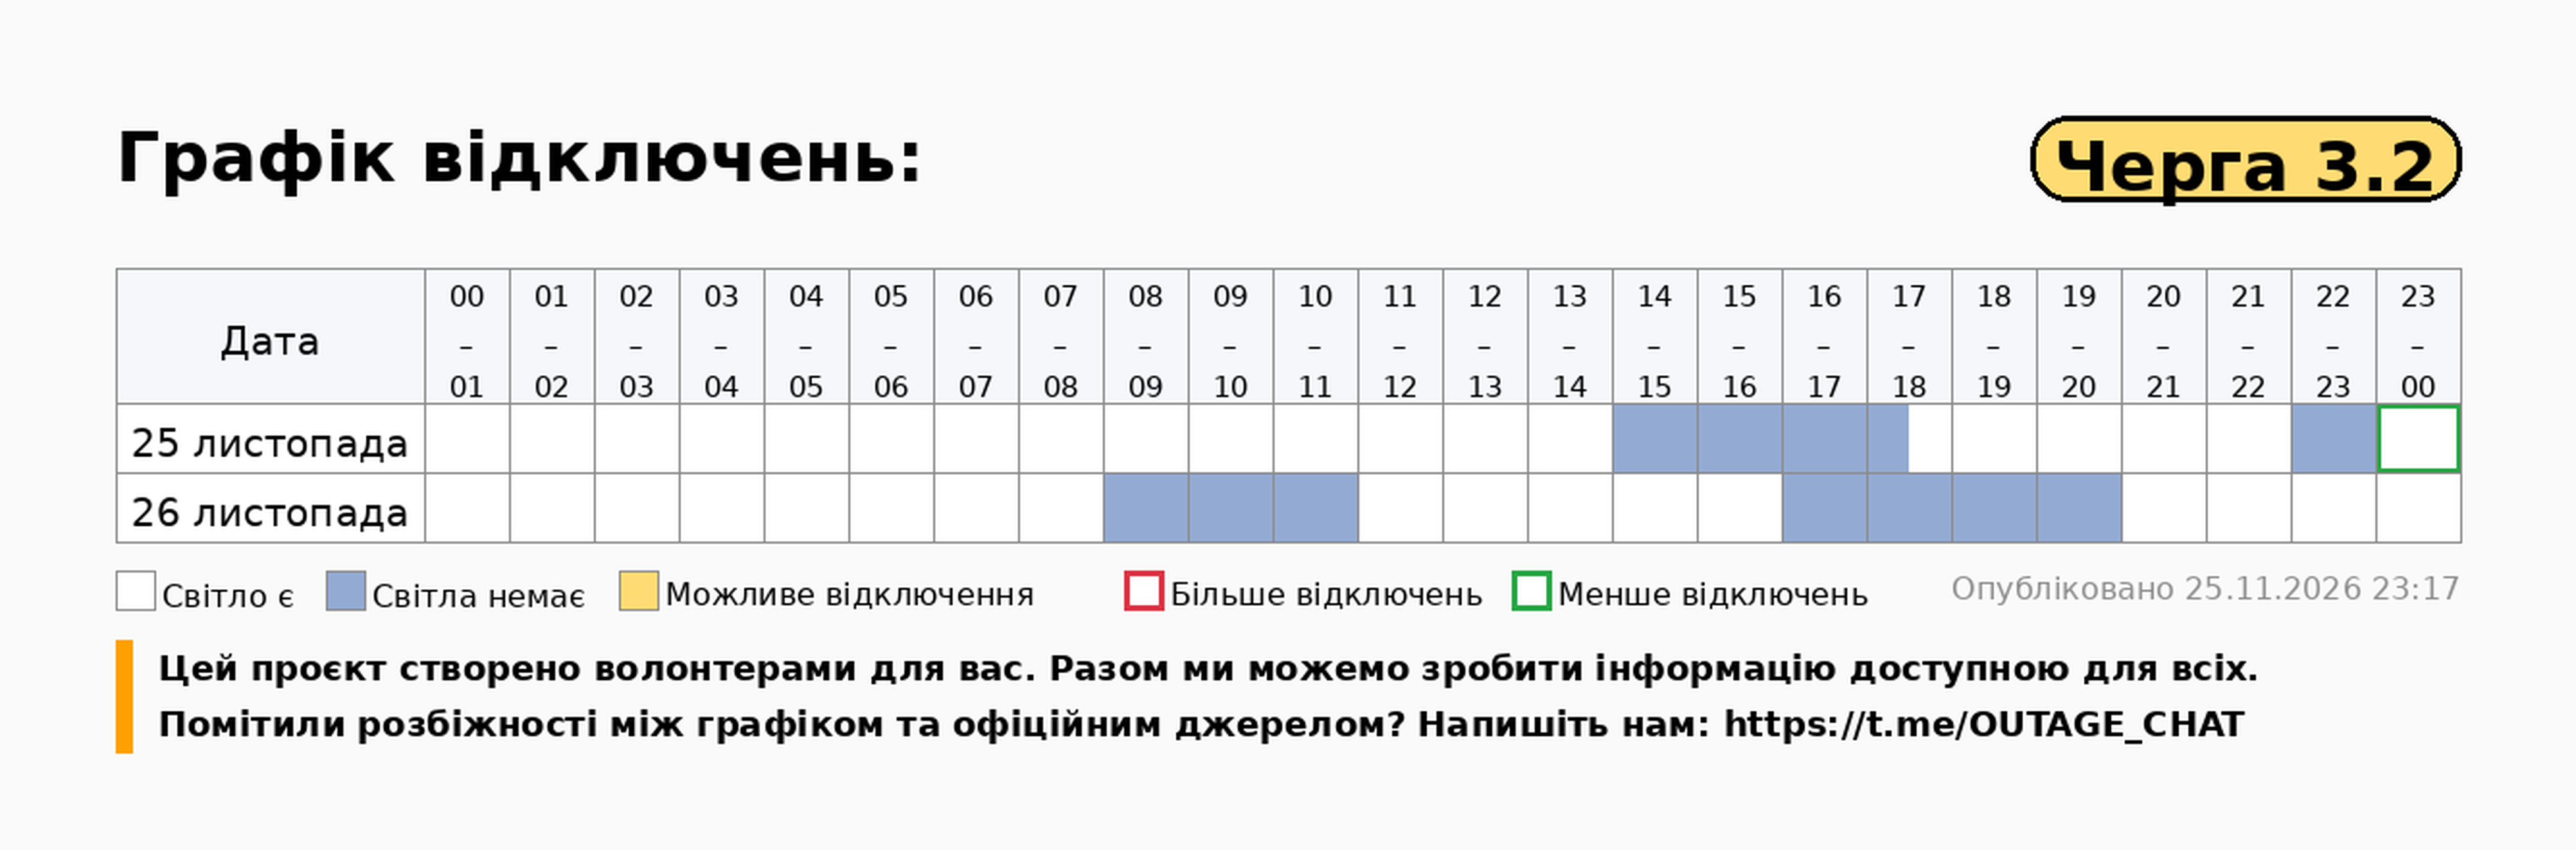 Графік відключень:
Черга 3.2
Дата 00 – 01 01 – 02 02 – 03 03 – 04 04 – 05 05 – 06 06 – 07 07 – 08 08 – 09 09 – 10 10 – 11 11 – 12 12 – 13 13 – 14 14 – 15 15 – 16 16 – 17 17 – 18 18 – 19 19 – 20 20 – 21 21 – 22 22 – 23 23 – 00
25 листопада
26 листопада
Світло є Світла немає Можливе відключення Більше відключень Менше відключень Опубліковано 25.11.2026 23:17
Цей проєкт створено волонтерами для вас. Разом ми можемо зробити інформацію доступною для всіх.
Помітили розбіжності між графіком та офіційним джерелом? Напишіть нам: https://t.me/OUTAGE_CHAT